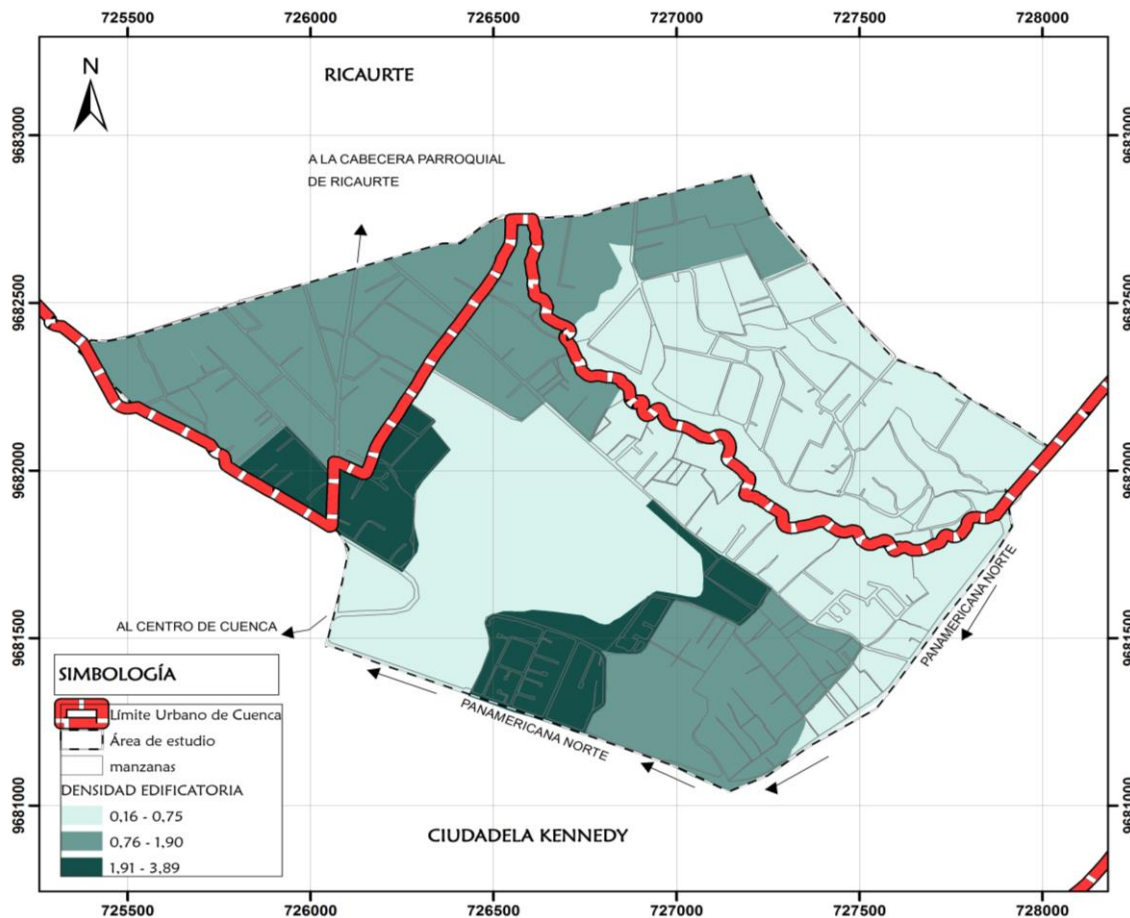 725500 726000 726500 727000 727500 728000
RICAURTE
N
9683000 9683000
A LA CABECERA PARROQUIAL
DE RICAURTE
9682500 9682500
9682000 9682000
PANAMERICANA NORTE
AL CENTRO DE CUENCA
9681500 9681500
PANAMERICANA NORTE
SIMBOLOGÍA
Límite Urbano de Cuenca
Área de estudio
manzanas
DENSIDAD EDIFICATORIA
0,16 - 0,75
0,76 - 1,90
1,91 - 3,89
9681000 9681000
CIUDADELA KENNEDY
725500 726000 726500 727000 727500 728000